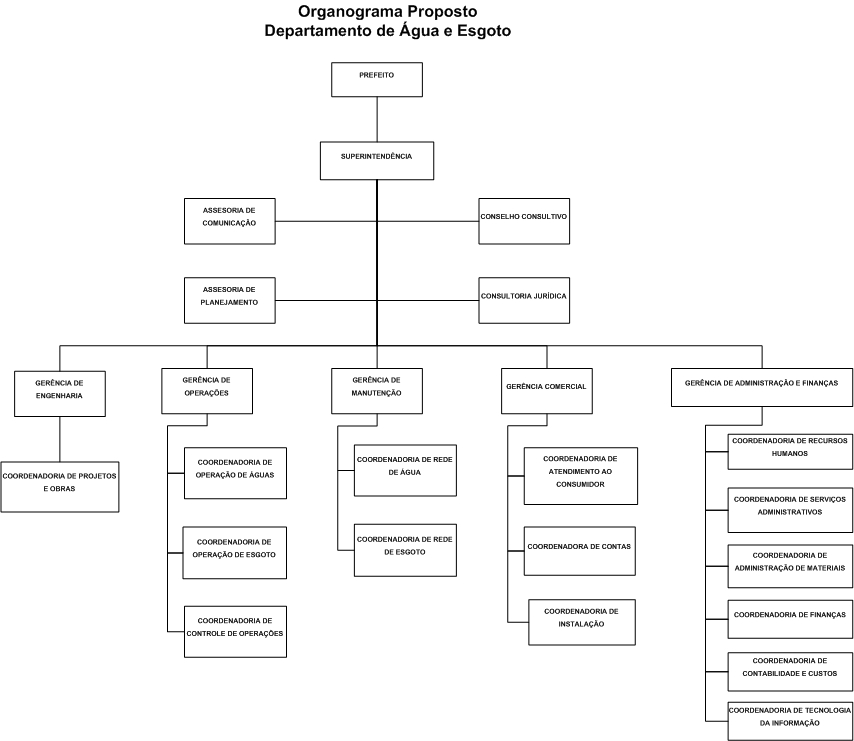 Organograma Proposto
Departamento de Água e Esgoto
PREFEITO
SUPERINTENDÊNCIA
ASSESORIA DE
COMUNICAÇÃO
CONSELHO CONSULTIVO
ASSESORIA DE
PLANEJAMENTO
CONSULTORIA JURÍDICA
GERÊNCIA DE
ENGENHARIA
GERÊNCIA DE
OPERAÇÕES
GERÊNCIA DE
MANUTENÇÃO
GERÊNCIA COMERCIAL
GERÊNCIA DE ADMINISTRAÇÃO E FINANÇAS
COORDENADORIA DE PROJETOS
E OBRAS
COORDENADORIA DE
OPERAÇÃO DE ÁGUAS
COORDENADORIA DE
OPERAÇÃO DE ESGOTO
COORDENADORIA DE
CONTROLE DE OPERAÇÕES
COORDENADORIA DE REDE
DE ÁGUA
COORDENADORIA DE REDE
DE ESGOTO
COORDENADORIA DE
ATENDIMENTO AO
CONSUMIDOR
COORDENADORA DE CONTAS
COORDENADORIA DE
INSTALAÇÃO
COORDENADORIA DE RECURSOS
HUMANOS
COORDENADORIA DE SERVIÇOS
ADMINISTRATIVOS
COORDENADORIA DE
ADMINISTRAÇÃO DE MATERIAIS
COORDENADORIA DE FINANÇAS
COORDENADORIA DE
CONTABILIDADE E CUSTOS
COORDENADORIA DE TECNOLOGIA
DA INFORMAÇÃO